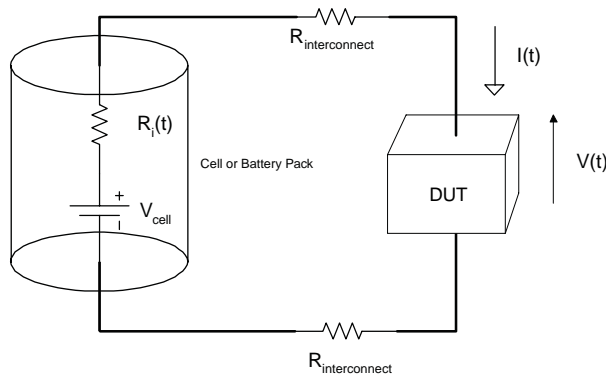 R_interconnect
I(t)
R_i(t)
Cell or Battery Pack
V(t)
DUT
+
V_cell
–
R_interconnect